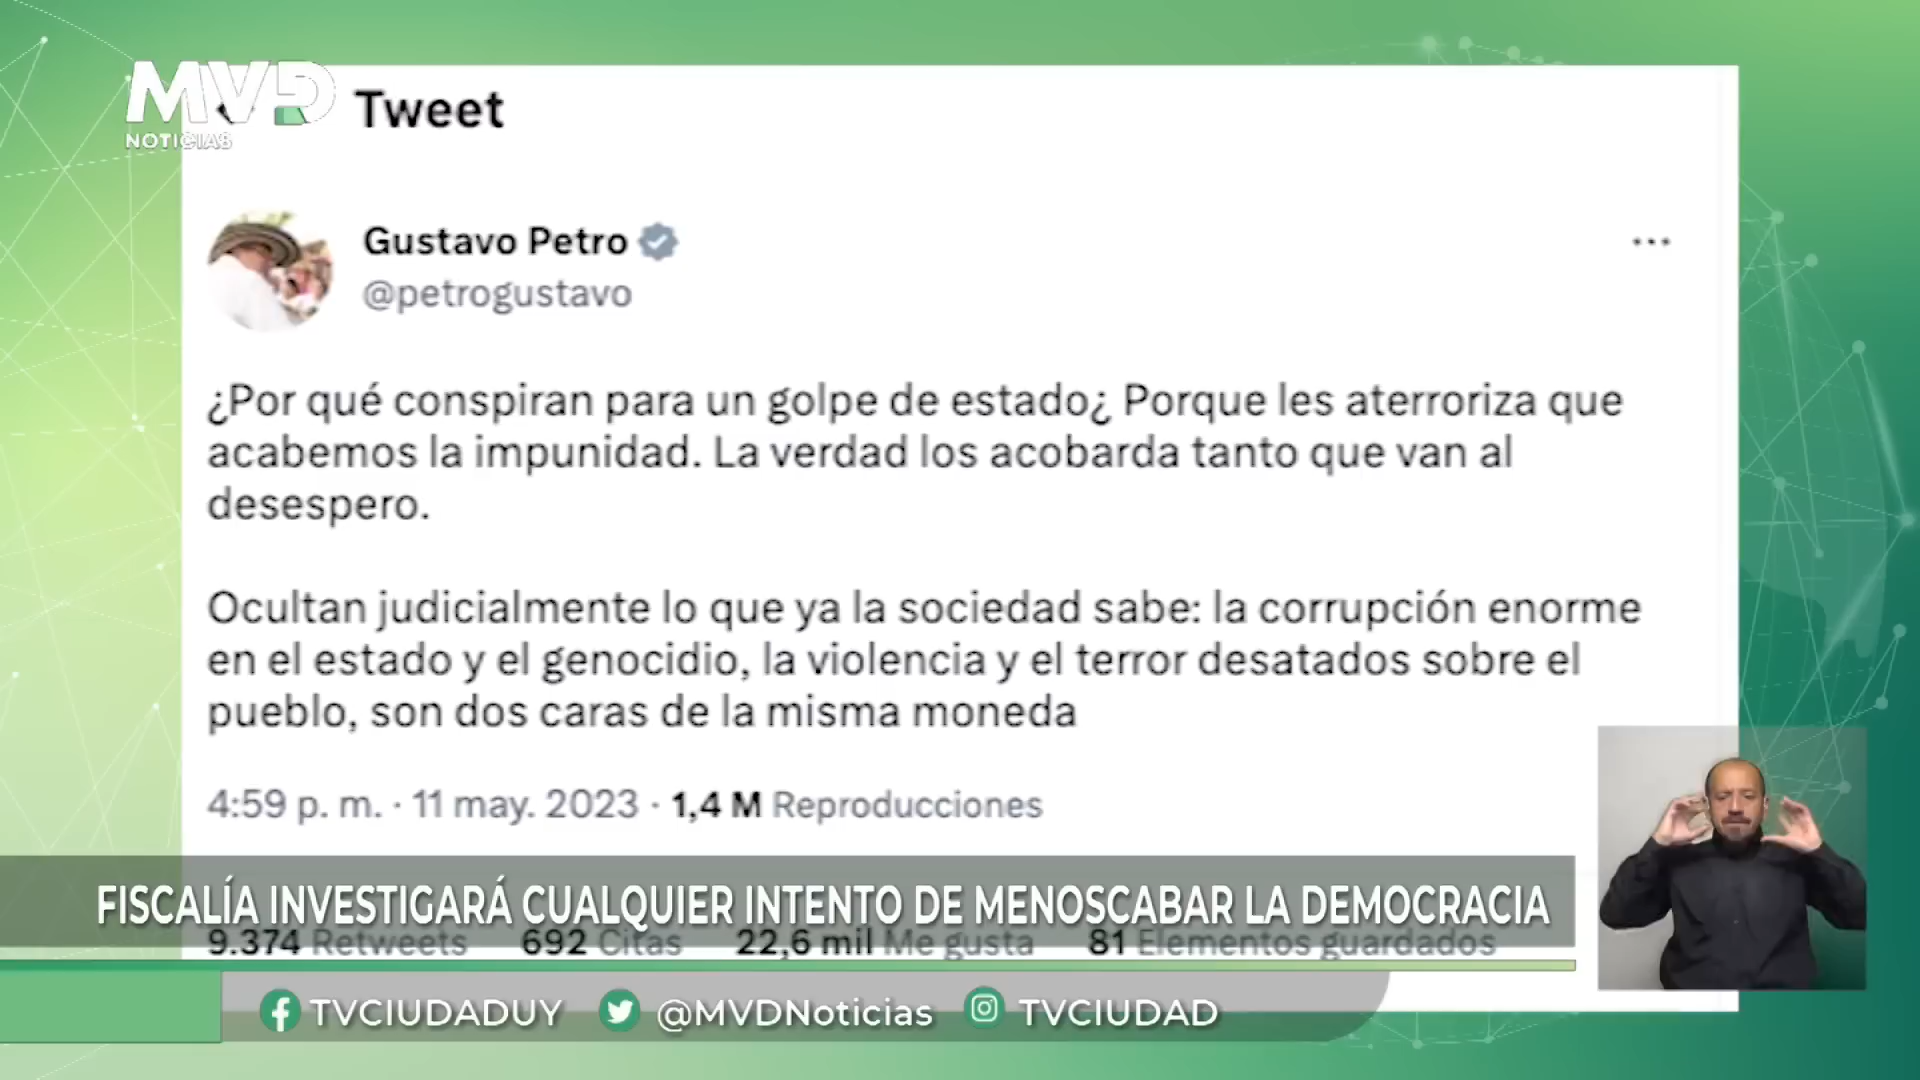 MVD
NOTICIAS
Tweet
Gustavo Petro
@petrogustavo
¿Por qué conspiran para un golpe de estado¿ Porque les aterroriza que
acabemos la impunidad. La verdad los acobarda tanto que van al
desespero.
Ocultan judicialmente lo que ya la sociedad sabe: la corrupción enorme
en el estado y el genocidio, la violencia y el terror desatados sobre el
pueblo, son dos caras de la misma moneda
4:59 p. m. · 11 may. 2023 · 1,4 M Reproducciones
FISCALÍA INVESTIGARÁ CUALQUIER INTENTO DE MENOSCABAR LA DEMOCRACIA
9.374 Retweets 692 Citas 22,6 mil Me gusta 81 Elementos guardados
TVCIUDADUY @MVDNoticias TVCIUDAD